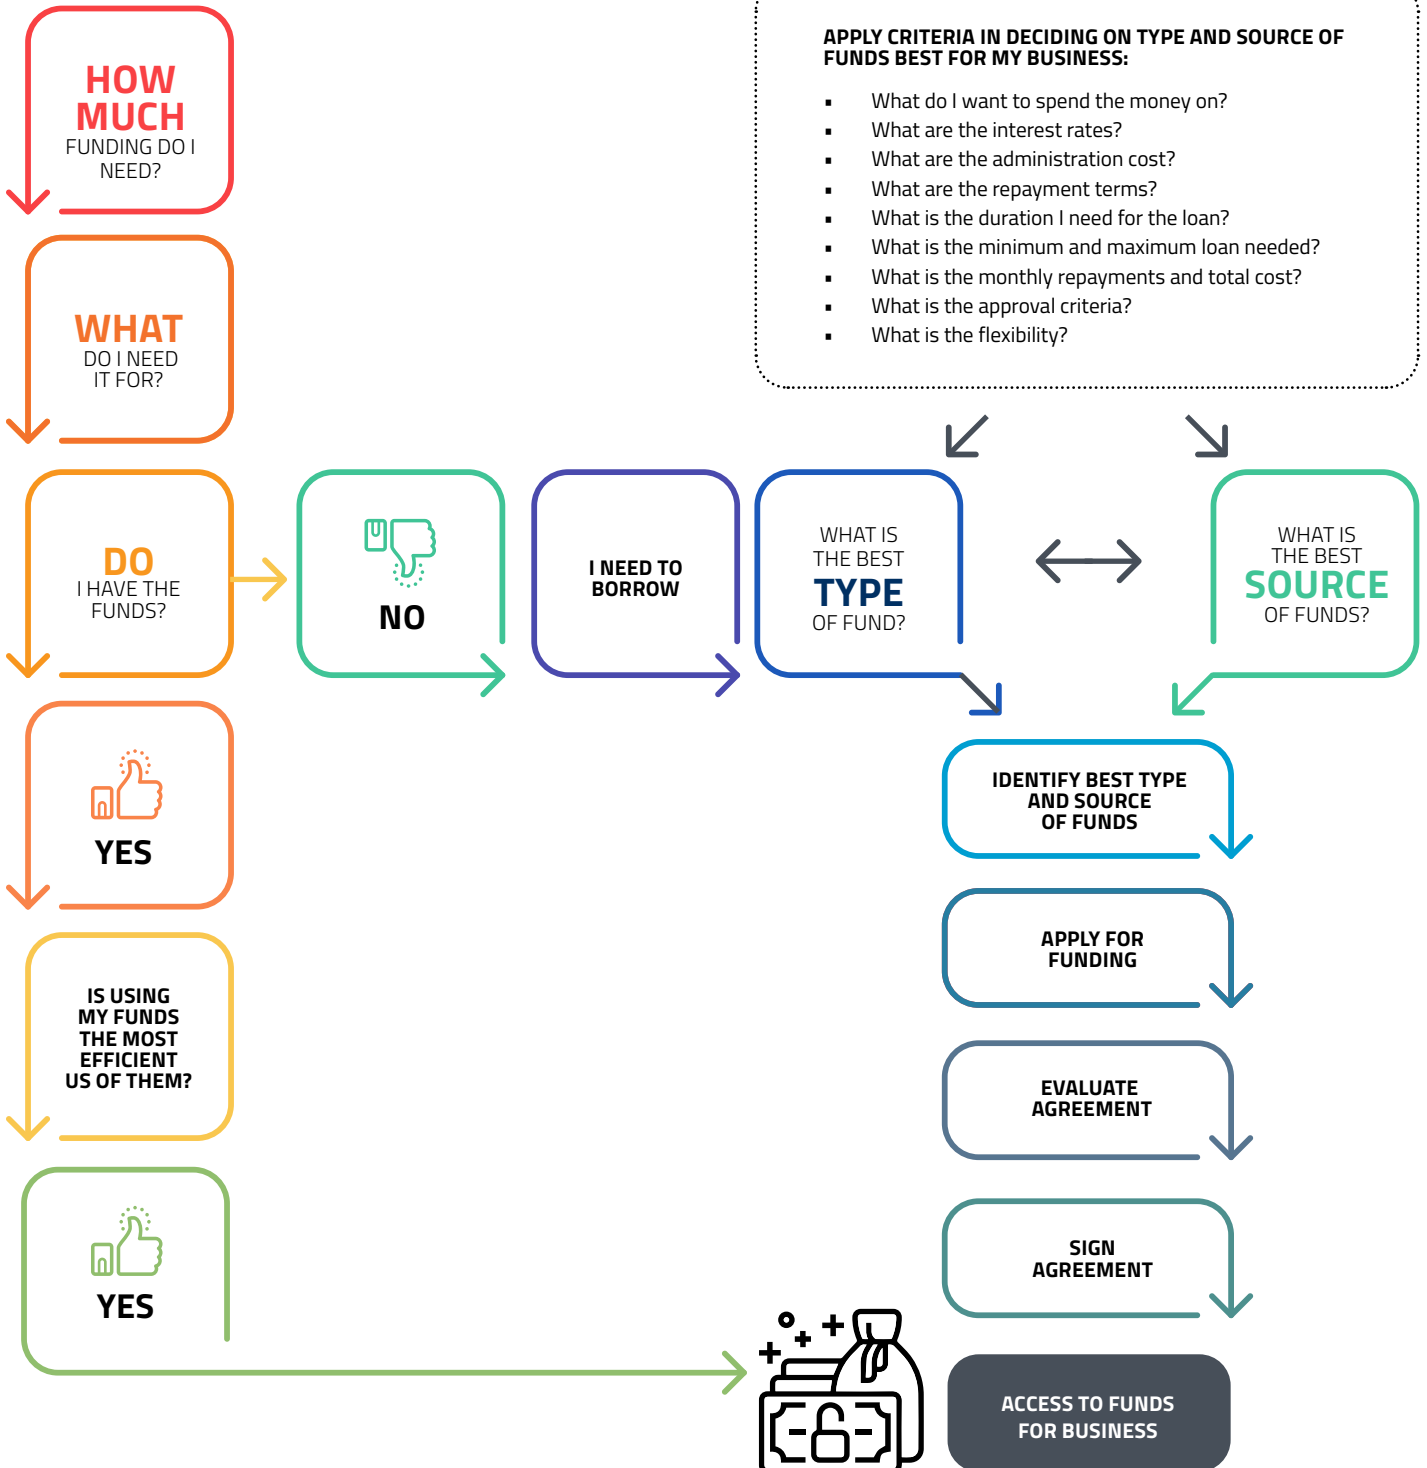 HOW
MUCH
FUNDING DO I
NEED?
WHAT
DO I NEED
IT FOR?
DO
I HAVE THE
FUNDS?
YES
IS USING
MY FUNDS
THE MOST
EFFICIENT
US OF THEM?
YES
NO
I NEED TO
BORROW
APPLY CRITERIA IN DECIDING ON TYPE AND SOURCE OF
FUNDS BEST FOR MY BUSINESS:
▪ What do I want to spend the money on?
▪ What are the interest rates?
▪ What are the administration cost?
▪ What are the repayment terms?
▪ What is the duration I need for the loan?
▪ What is the minimum and maximum loan needed?
▪ What is the monthly repayments and total cost?
▪ What is the approval criteria?
▪ What is the flexibility?
WHAT IS
THE BEST
TYPE
OF FUND?
WHAT IS
THE BEST
SOURCE
OF FUNDS?
IDENTIFY BEST TYPE
AND SOURCE
OF FUNDS
APPLY FOR
FUNDING
EVALUATE
AGREEMENT
SIGN
AGREEMENT
ACCESS TO FUNDS
FOR BUSINESS